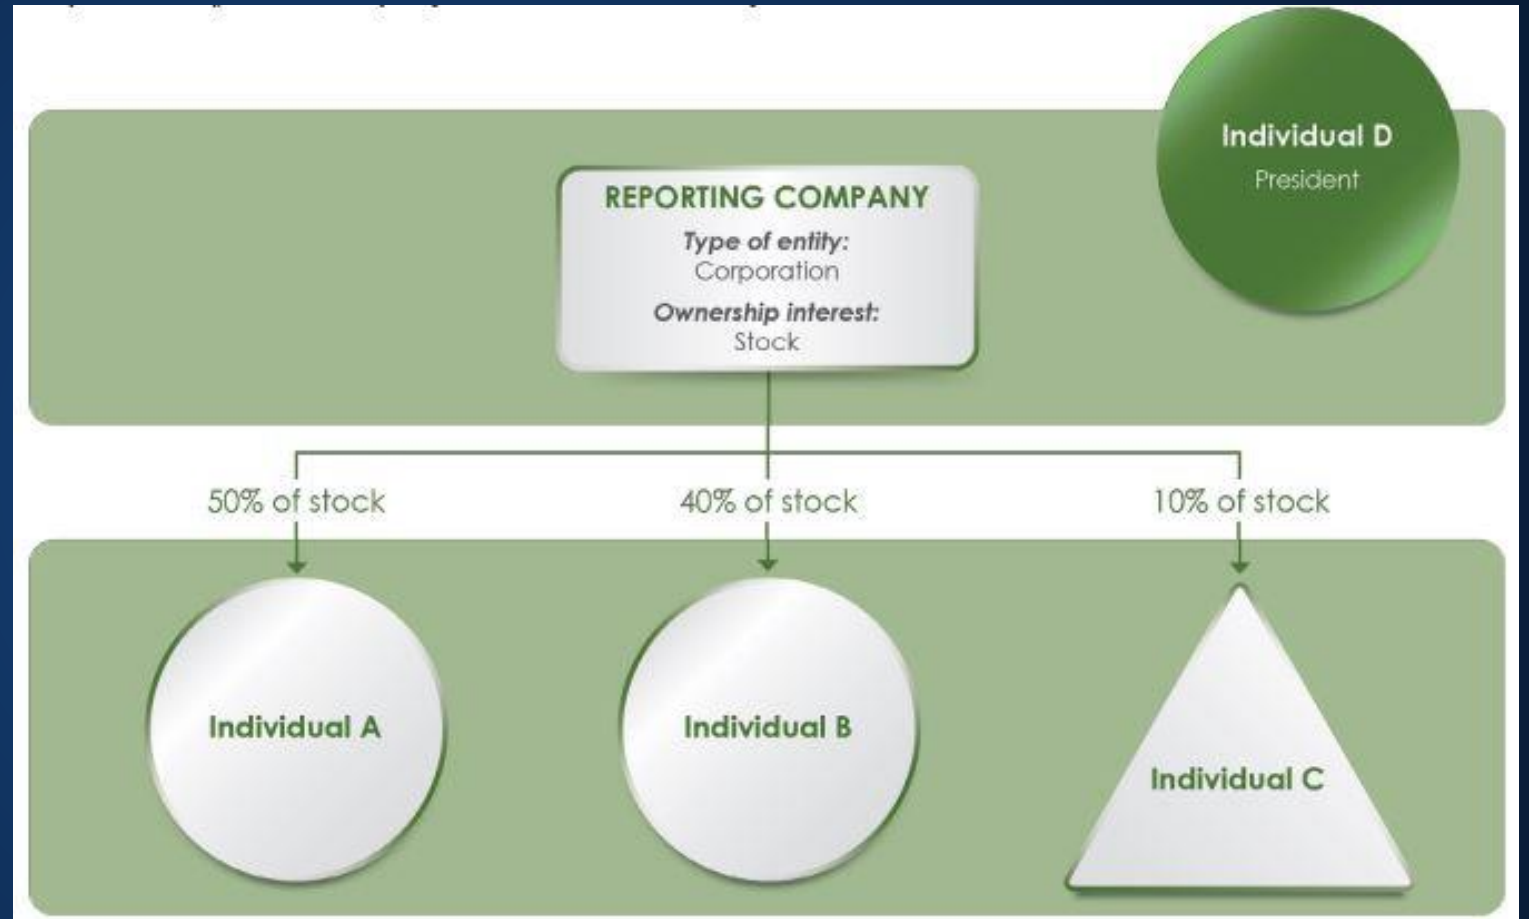 Individual D
President
REPORTING COMPANY
Type of entity:
Corporation
Ownership interest:
Stock
50% of stock
40% of stock
10% of stock
Individual A
Individual B
Individual C